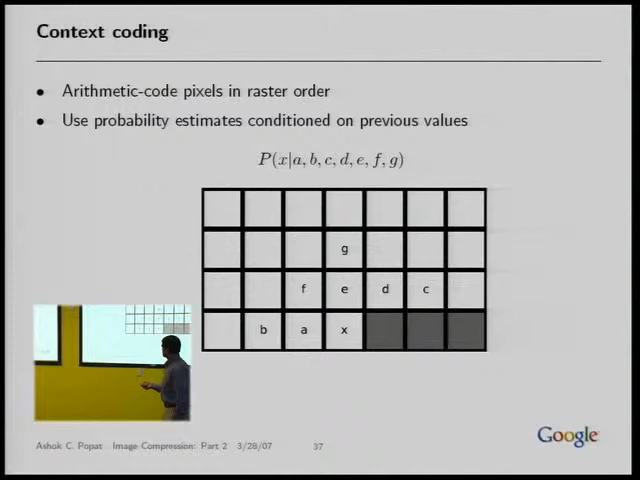 Context coding
• Arithmetic-code pixels in raster order
• Use probability estimates conditioned on previous values
P(x|a, b, c, d, e, f, g)
g
f e d c
b a x
Ashok C. Popat Image Compression: Part 2 3/28/07 37
Google